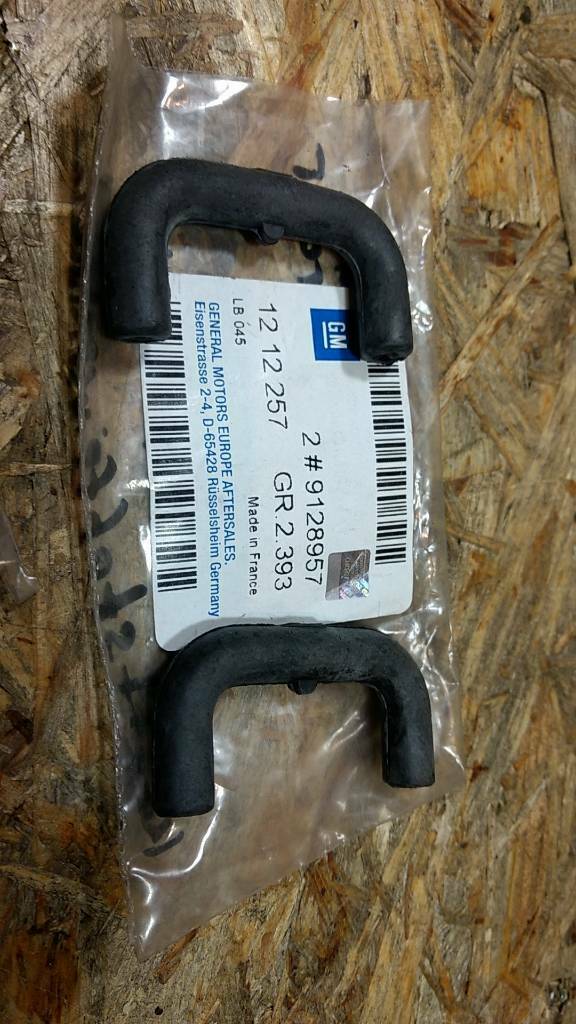 GM
2 # 9128957
12 12 257 GR.2.393
LB 045
Made in France
GENERAL MOTORS EUROPE AFTERSALES.
Eisenstrasse 2-4, D-65428 Rüsselsheim Germany